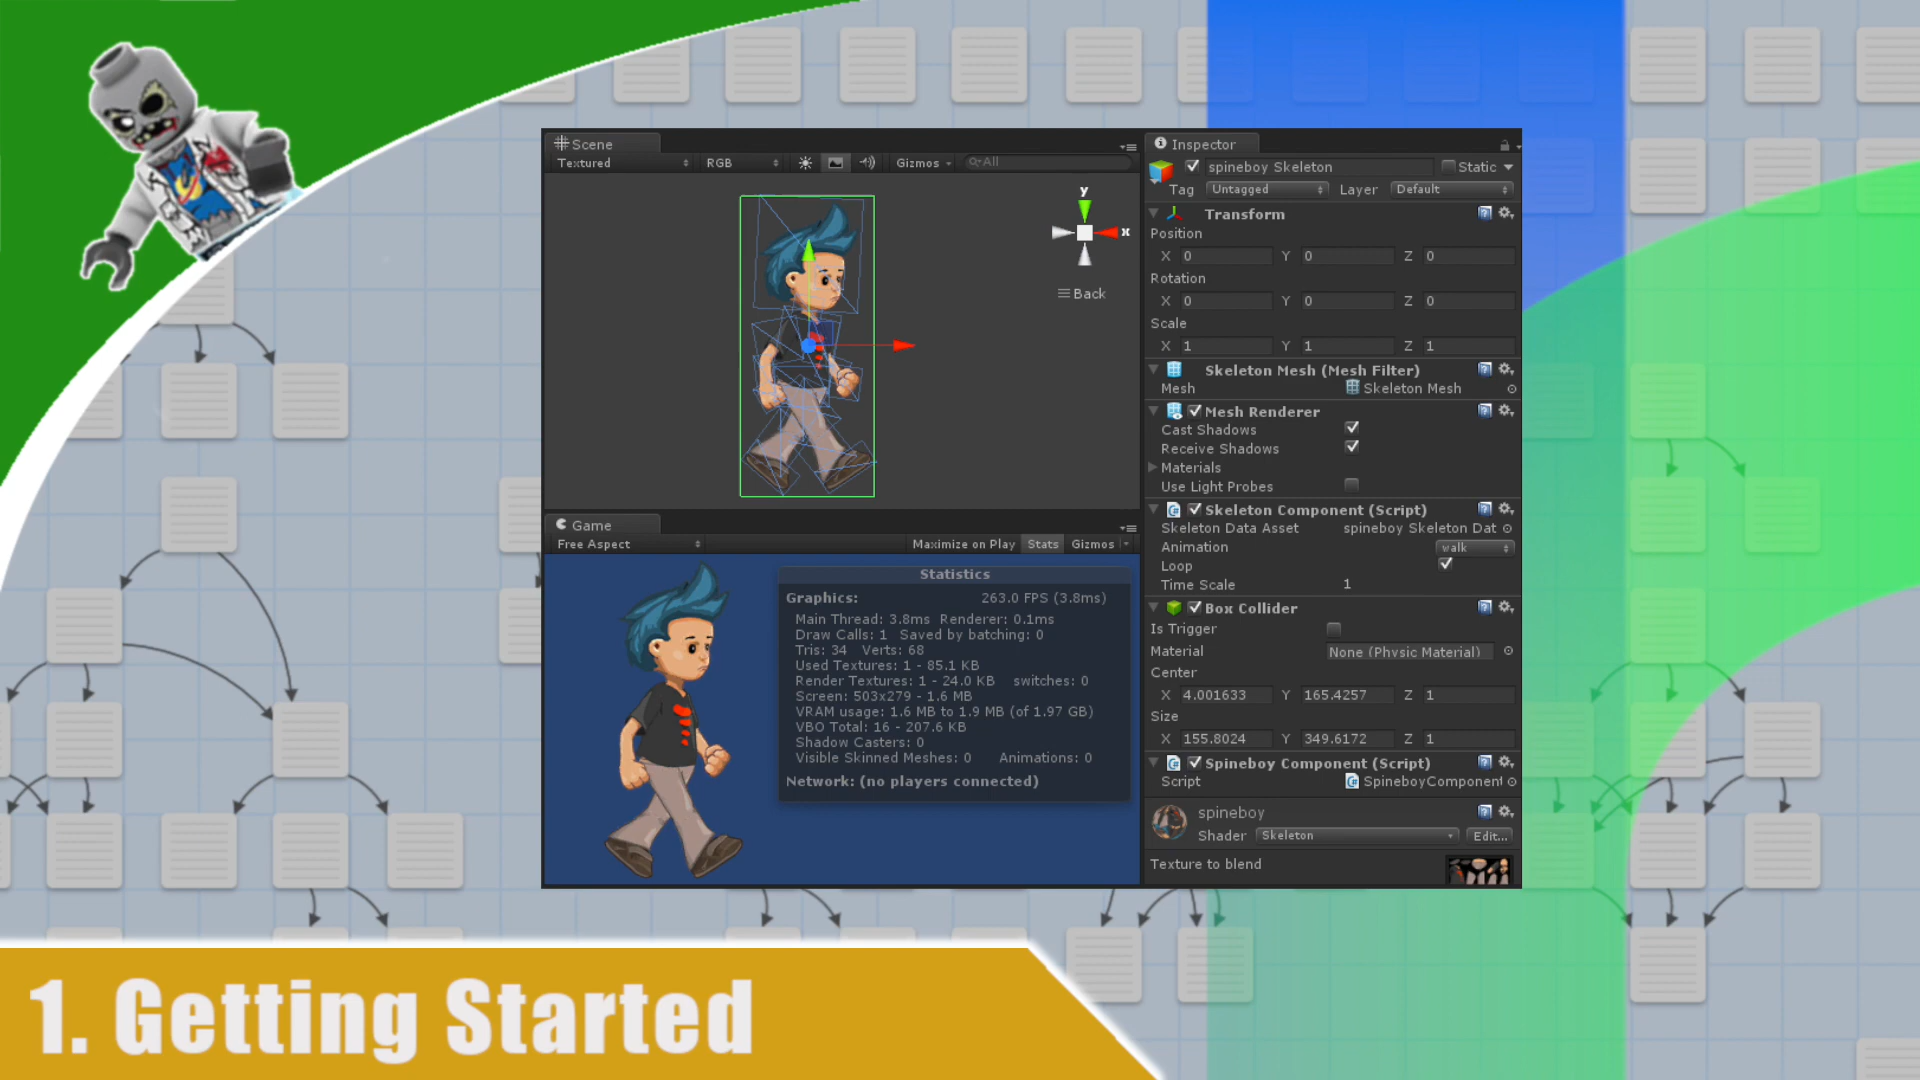 Scene
Textured RGB Gizmos All
y
x
Back
Game
Free Aspect Maximize on Play Stats Gizmos
Statistics
Graphics: 263.0 FPS (3.8ms)
Main Thread: 3.8ms Renderer: 0.1ms
Draw Calls: 1 Saved by batching: 0
Tris: 34 Verts: 68
Used Textures: 1 - 85.1 KB
Render Textures: 1 - 24.0 KB switches: 0
Screen: 503x279 - 1.6 MB
VRAM usage: 1.6 MB to 1.9 MB (of 1.97 GB)
VBO Total: 16 - 207.6 KB
Shadow Casters: 0
Visible Skinned Meshes: 0 Animations: 0
Network: (no players connected)
Inspector
spineboy Skeleton Static
Tag Untagged Layer Default
Transform
Position
X 0 Y 0 Z 0
Rotation
X 0 Y 0 Z 0
Scale
X 1 Y 1 Z 1
Skeleton Mesh (Mesh Filter)
Mesh Skeleton Mesh
Mesh Renderer
Cast Shadows
Receive Shadows
Materials
Use Light Probes
Skeleton Component (Script)
Skeleton Data Asset spineboy Skeleton Dat
Animation walk
Loop
Time Scale 1
Box Collider
Is Trigger
Material None (Physic Material)
Center
X 4.001633 Y 165.4257 Z 1
Size
X 155.8024 Y 349.6172 Z 1
Spineboy Component (Script)
Script SpineboyComponent
spineboy
Shader Skeleton Edit...
Texture to blend
1. Getting Started